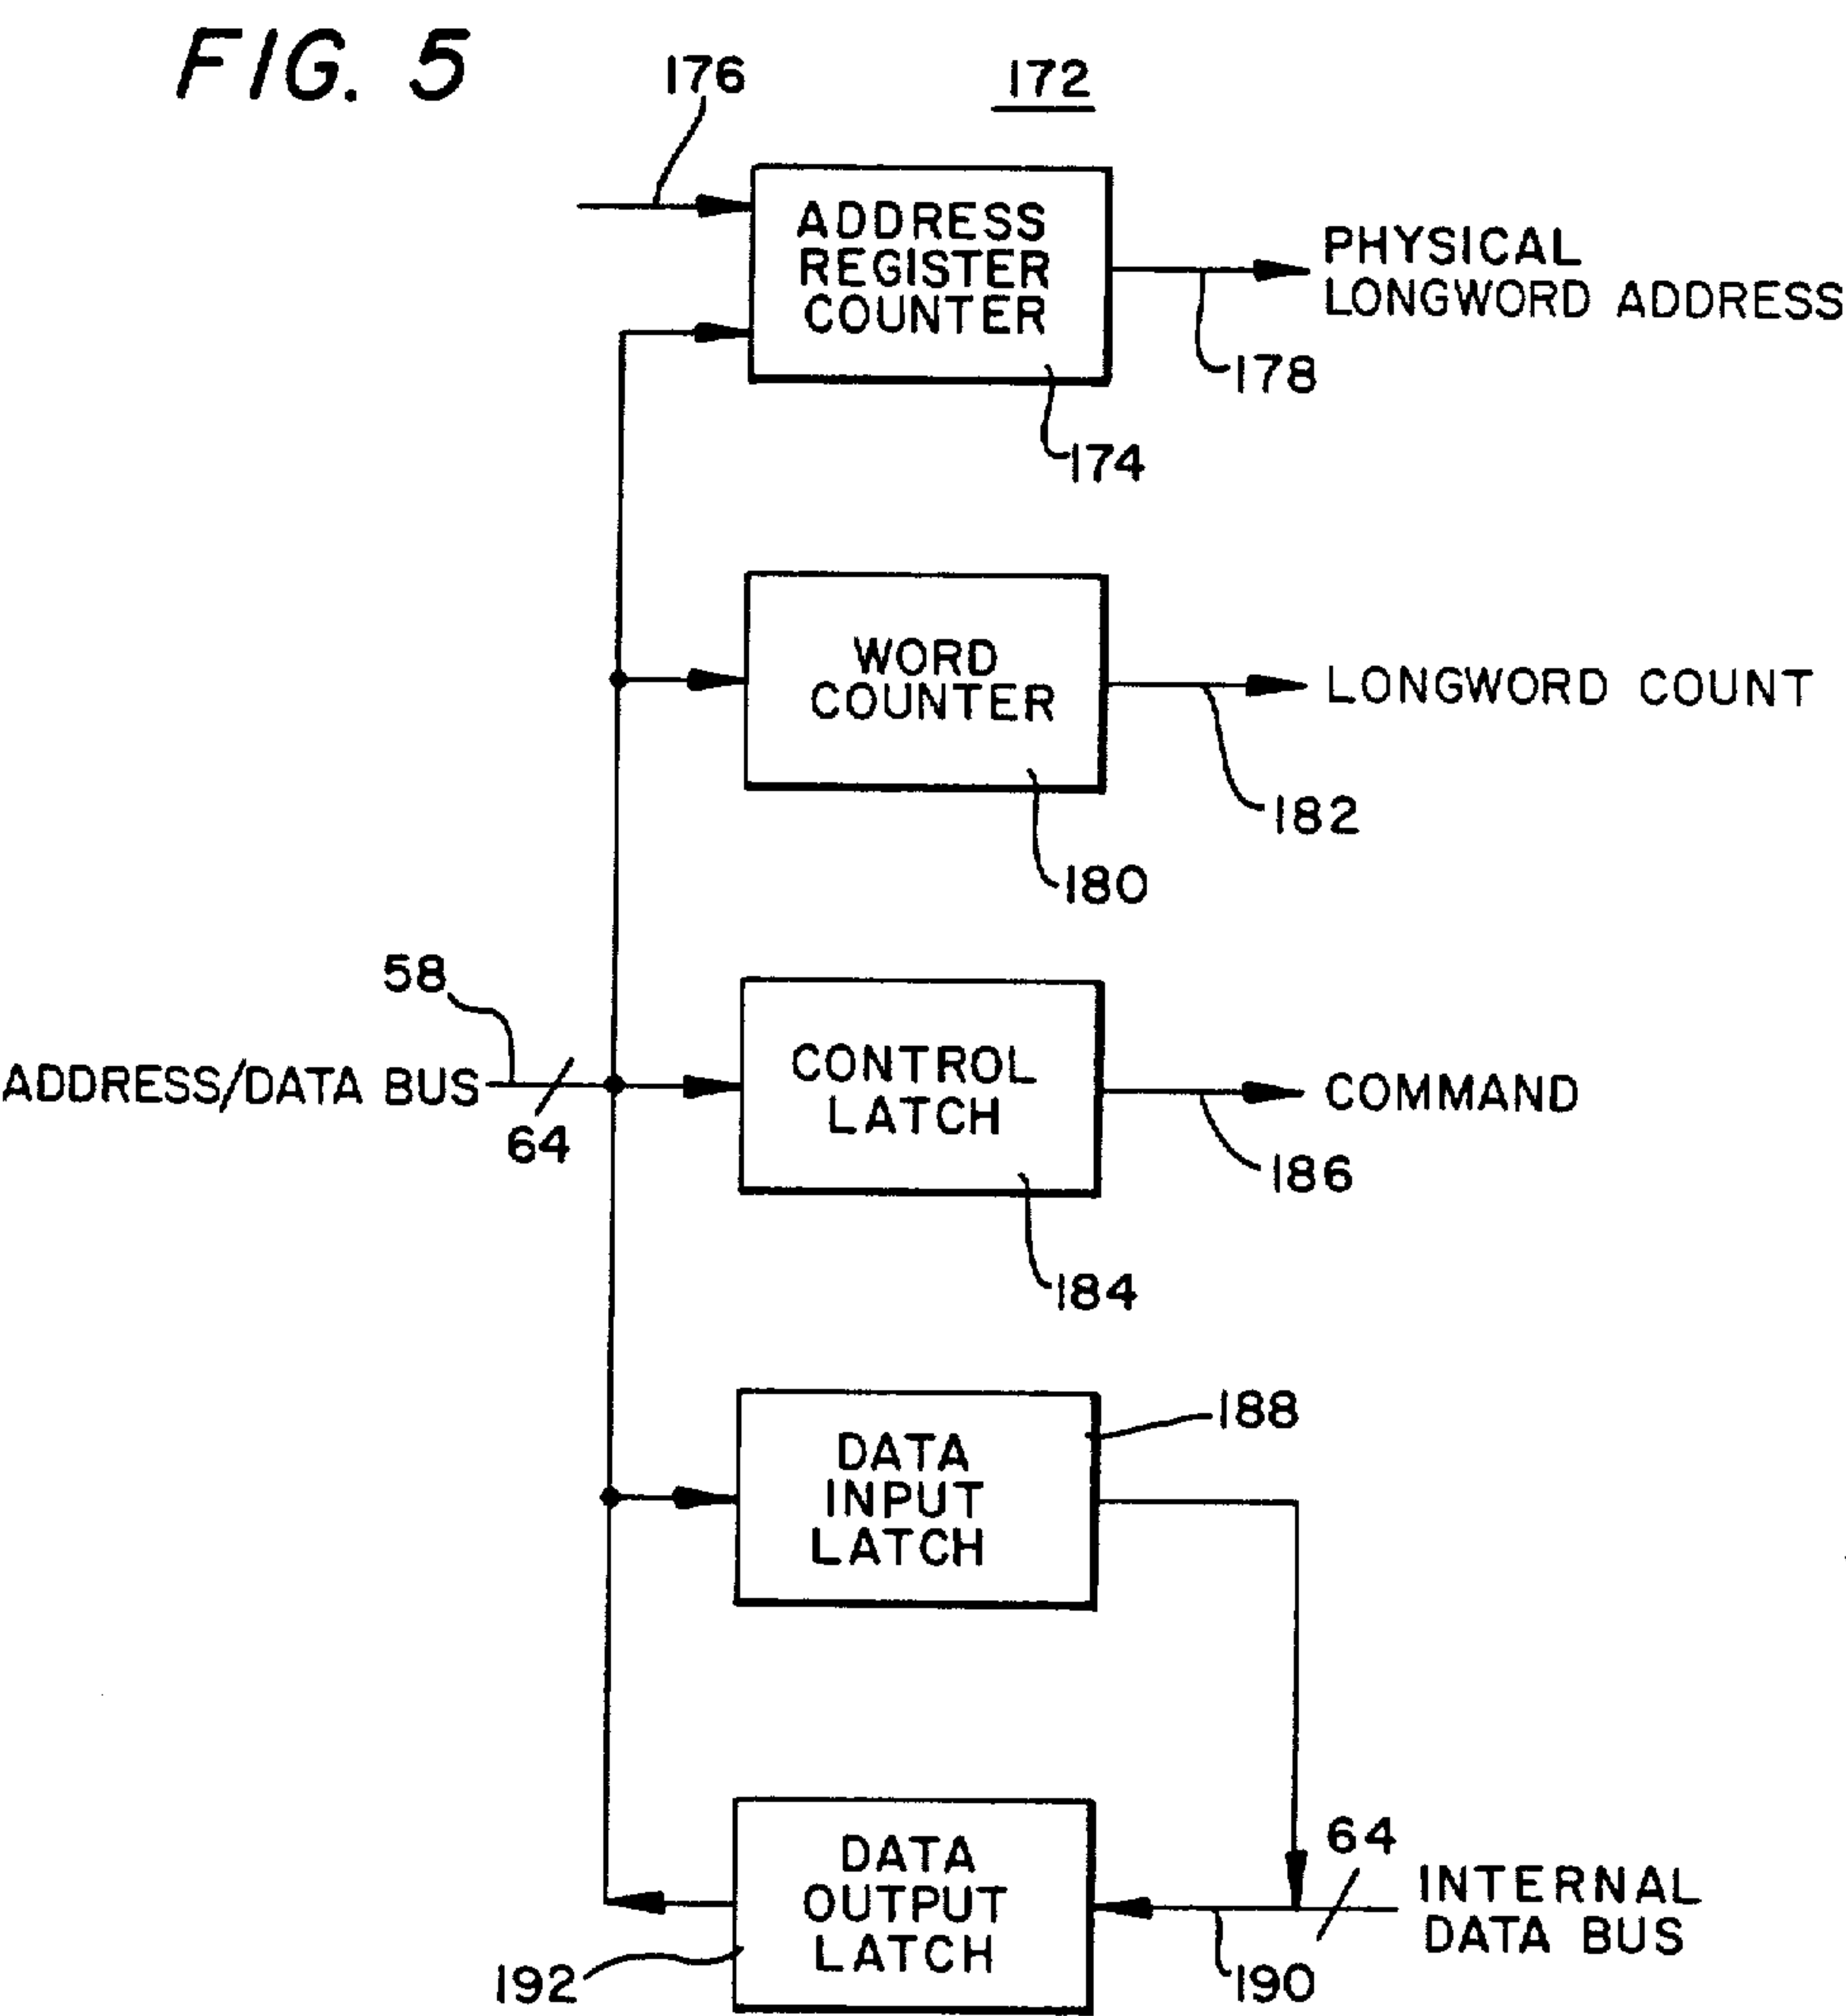 FIG. 5
176
172
ADDRESS
REGISTER
COUNTER
PHYSICAL
LONGWORD ADDRESS
178
174
WORD
COUNTER
LONGWORD COUNT
182
180
58
ADDRESS/DATA BUS
64
CONTROL
LATCH
COMMAND
186
184
188
DATA
INPUT
LATCH
64
DATA
OUTPUT
LATCH
INTERNAL
DATA BUS
192
190